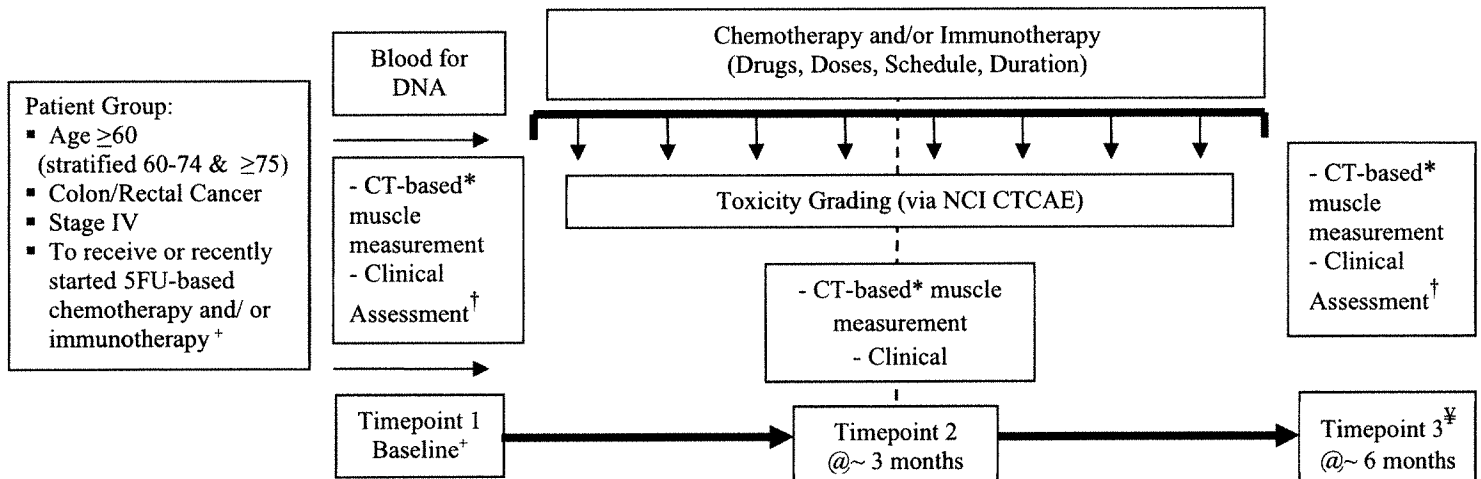 Patient Group:
▪ Age ≥60
(stratified 60-74 & ≥75)
▪ Colon/Rectal Cancer
▪ Stage IV
▪ To receive or recently
started 5FU-based
chemotherapy and/ or
immunotherapy +
Blood for
DNA
- CT-based*
muscle
measurement
- Clinical
Assessment†
Timepoint 1
Baseline+
Chemotherapy and/or Immunotherapy
(Drugs, Doses, Schedule, Duration)
Toxicity Grading (via NCI CTCAE)
- CT-based* muscle
measurement
- Clinical
Timepoint 2
@~ 3 months
- CT-based*
muscle
measurement
- Clinical
Assessment†
Timepoint 3¥
@~ 6 months